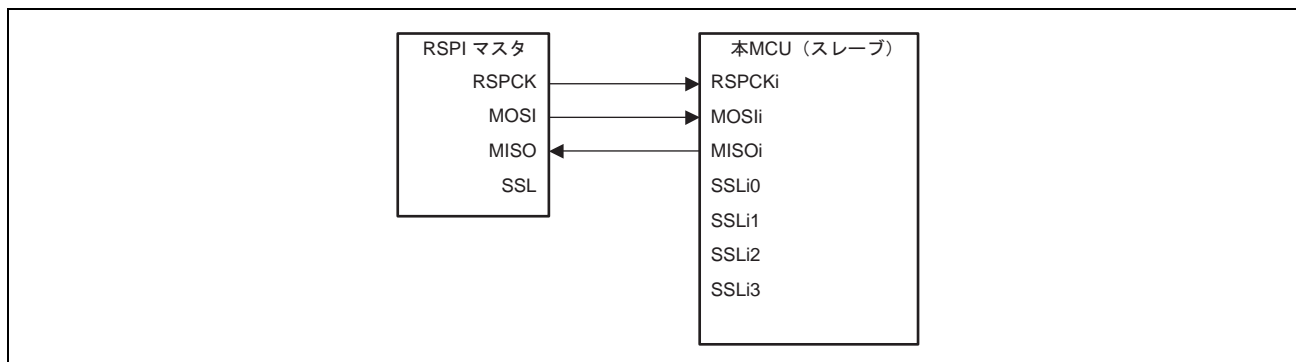 RSPI マスタ
RSPCK
MOSI
MISO
SSL
本MCU（スレーブ）
RSPCKi
MOSIi
MISOi
SSLi0
SSLi1
SSLi2
SSLi3